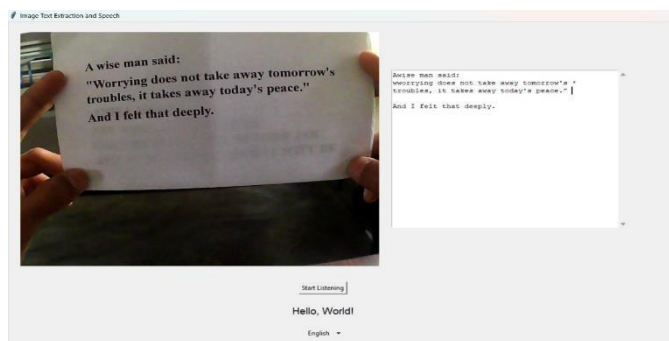 Image Text Extraction and Speech
A wise man said:
"Worrying does not take away tomorrow's
troubles, it takes away today's peace."
And I felt that deeply.
Awise man said:
wworrying does not take away tomorrow's "
troubles, it takes away today's peace."
And I felt that deeply.
Start Listening
Hello, World!
English